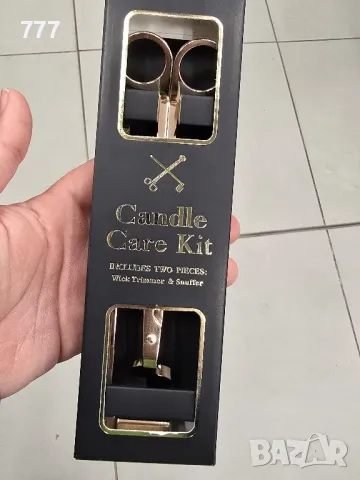 777
Candle
Care Kit
INCLUDES TWO PIECES:
Wick Trimmer & Snuffer
BAZAR